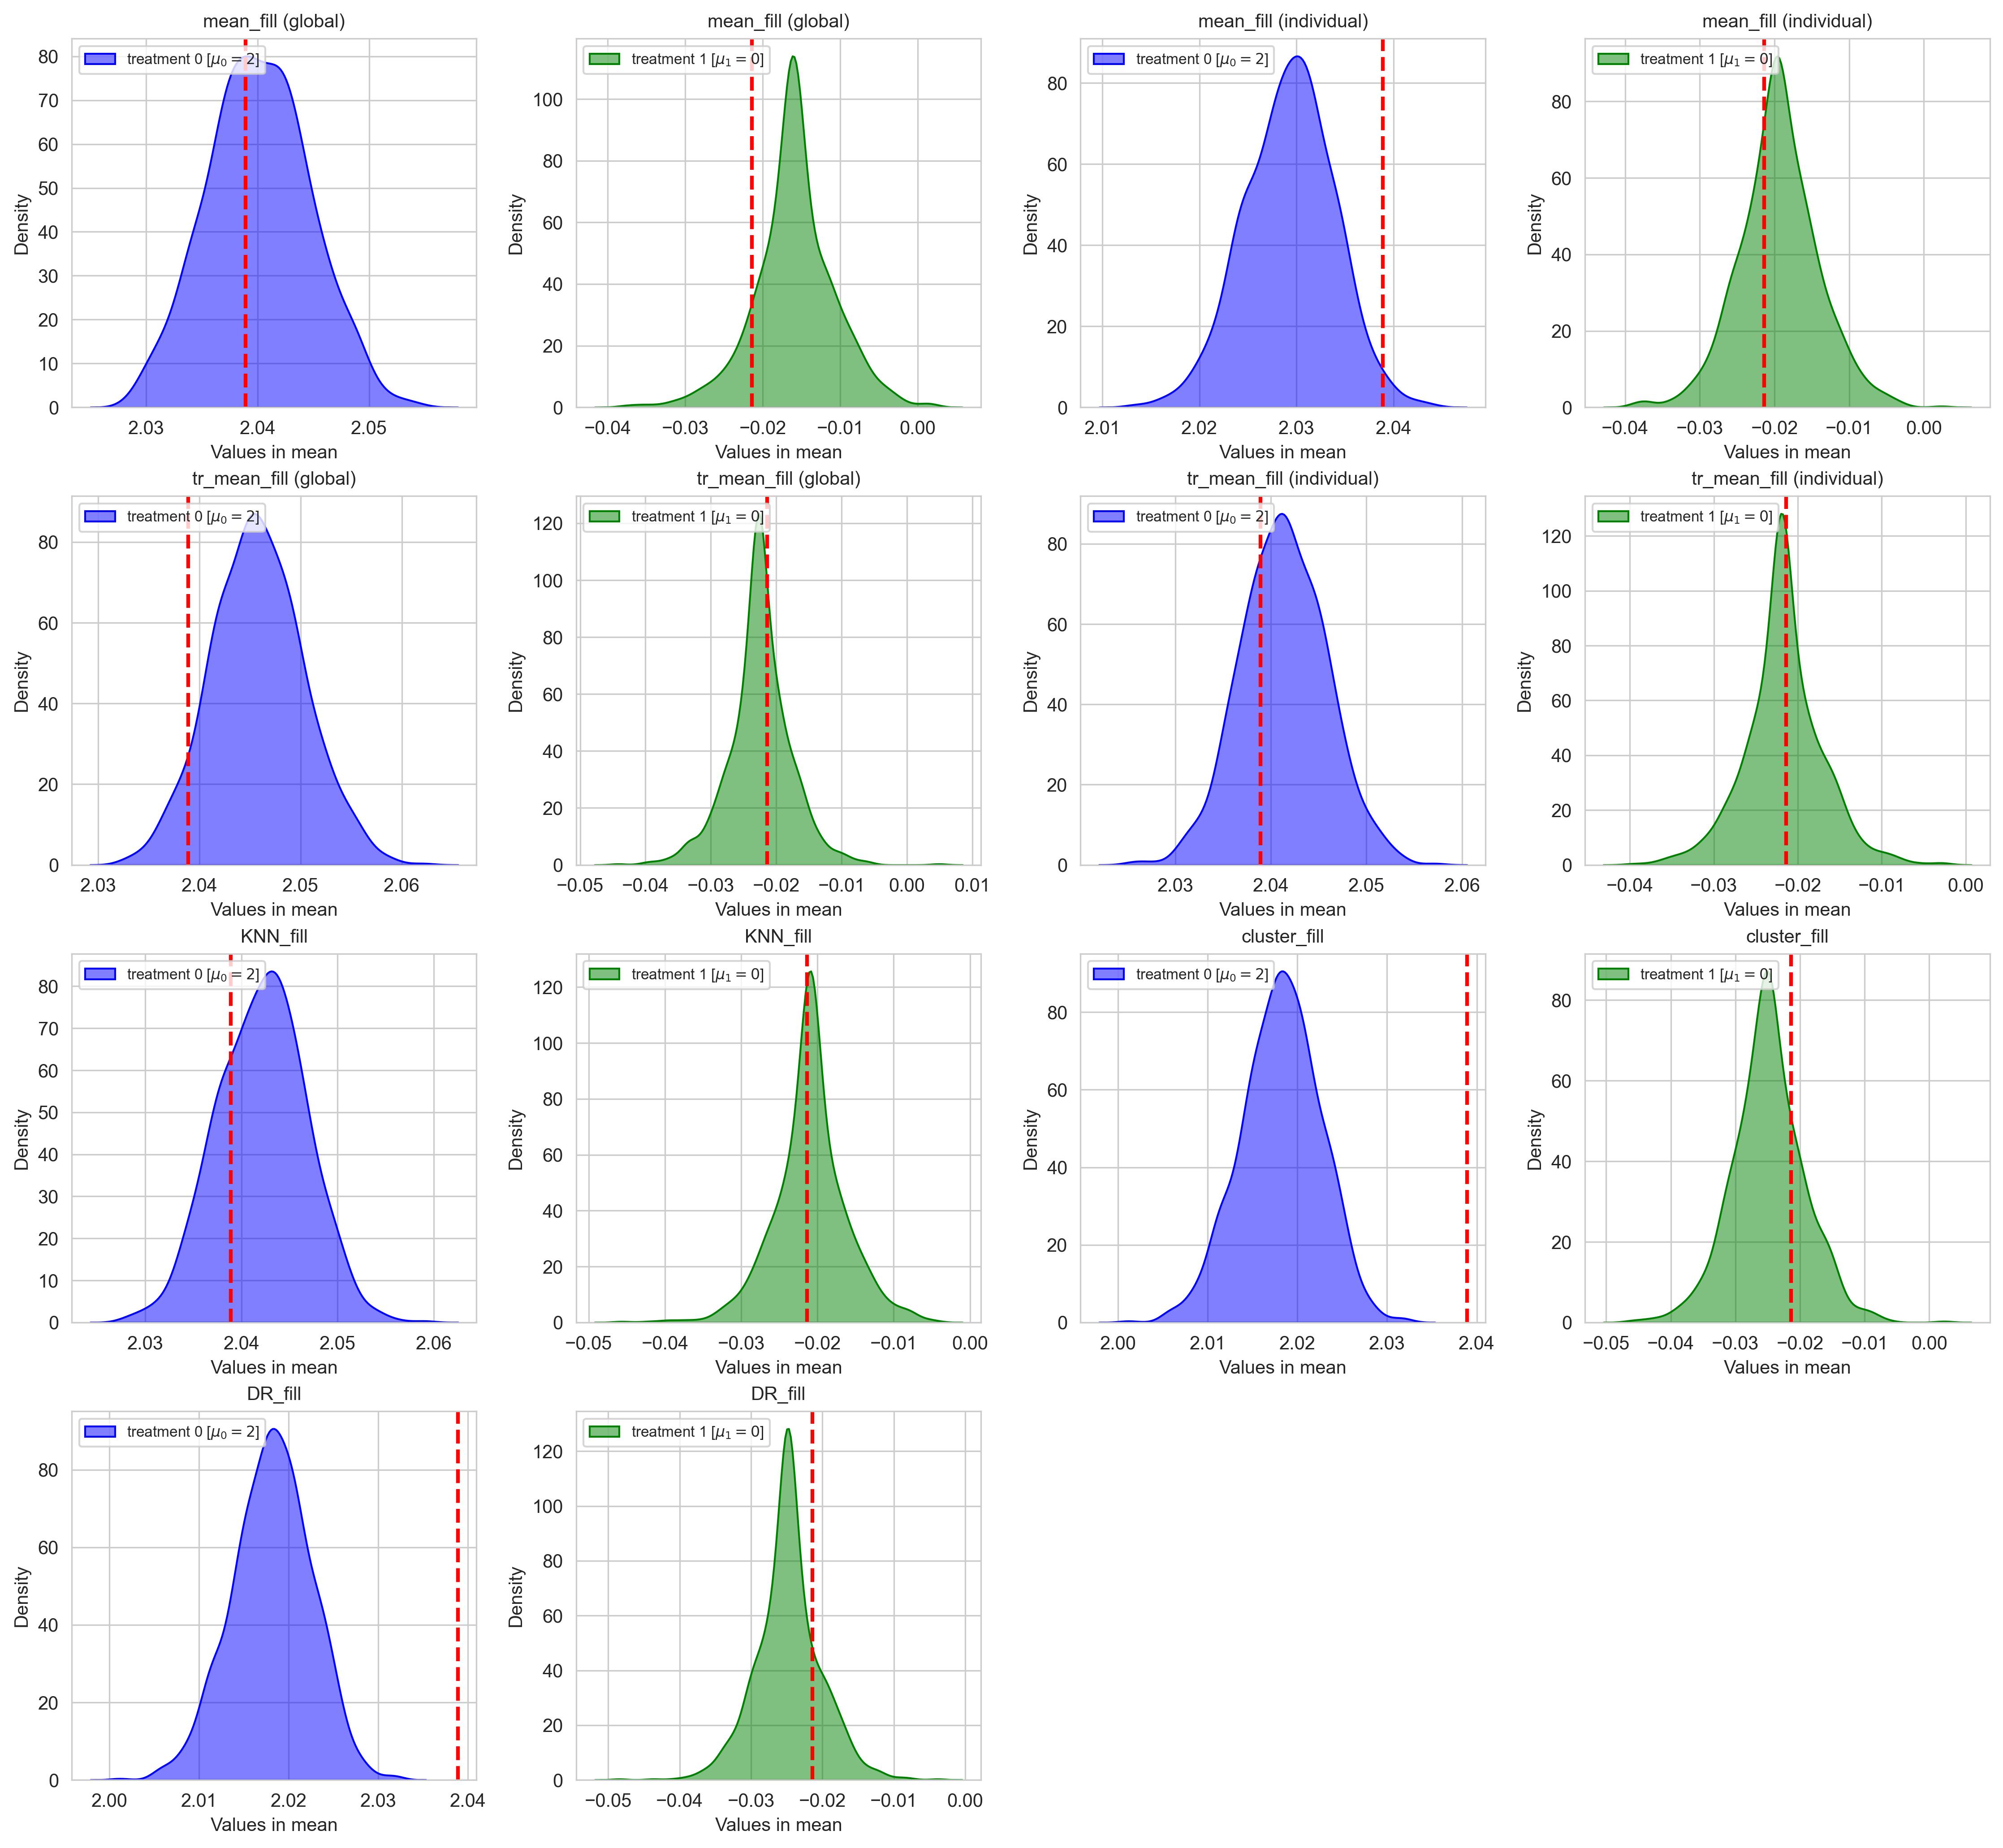 mean_fill (global)
treatment 0 [μ₀ = 2]
Density
80
70
60
50
40
30
20
10
0
2.03 2.04 2.05
Values in mean
mean_fill (global)
treatment 1 [μ₁ = 0]
Density
100
80
60
40
20
0
−0.04 −0.03 −0.02 −0.01 0.00
Values in mean
mean_fill (individual)
treatment 0 [μ₀ = 2]
Density
80
60
40
20
0
2.01 2.02 2.03 2.04
Values in mean
mean_fill (individual)
treatment 1 [μ₁ = 0]
Density
80
60
40
20
0
−0.04 −0.03 −0.02 −0.01 0.00
Values in mean
tr_mean_fill (global)
treatment 0 [μ₀ = 2]
Density
80
60
40
20
0
2.03 2.04 2.05 2.06
Values in mean
tr_mean_fill (global)
treatment 1 [μ₁ = 0]
Density
120
100
80
60
40
20
0
−0.05 −0.04 −0.03 −0.02 −0.01 0.00 0.01
Values in mean
tr_mean_fill (individual)
treatment 0 [μ₀ = 2]
Density
80
60
40
20
0
2.03 2.04 2.05 2.06
Values in mean
tr_mean_fill (individual)
treatment 1 [μ₁ = 0]
Density
120
100
80
60
40
20
0
−0.04 −0.03 −0.02 −0.01 0.00
Values in mean
KNN_fill
treatment 0 [μ₀ = 2]
Density
80
70
60
50
40
30
20
10
0
2.03 2.04 2.05 2.06
Values in mean
KNN_fill
treatment 1 [μ₁ = 0]
Density
120
100
80
60
40
20
0
−0.05 −0.04 −0.03 −0.02 −0.01 −0.00
Values in mean
cluster_fill
treatment 0 [μ₀ = 2]
Density
80
60
40
20
0
2.00 2.01 2.02 2.03 2.04
Values in mean
cluster_fill
treatment 1 [μ₁ = 0]
Density
80
60
40
20
0
−0.05 −0.04 −0.03 −0.02 −0.01 0.00
Values in mean
DR_fill
treatment 0 [μ₀ = 2]
Density
80
60
40
20
0
2.00 2.01 2.02 2.03 2.04
Values in mean
DR_fill
treatment 1 [μ₁ = 0]
Density
120
100
80
60
40
20
0
−0.05 −0.04 −0.03 −0.02 −0.01 0.00
Values in mean